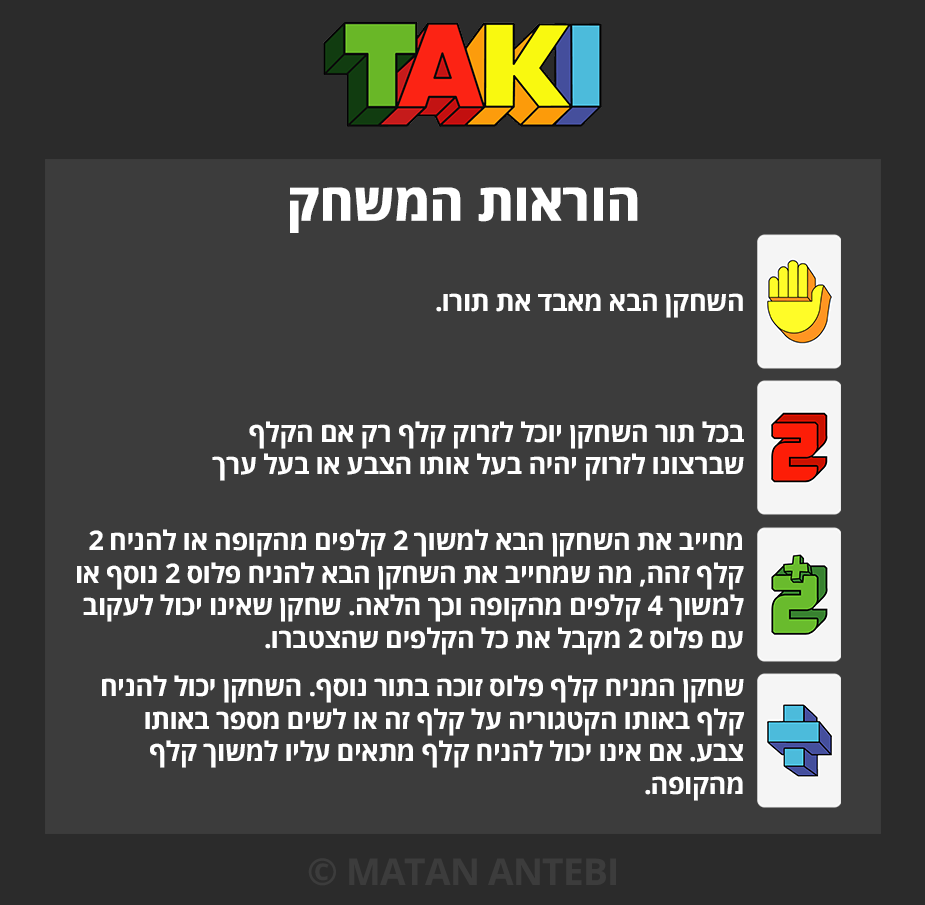 TAKI
הוראות המשחק
השחקן הבא מאבד את תורו.
בכל תור השחקן יוכל לזרוק קלף רק אם הקלף
שברצונו לזרוק יהיה בעל אותו הצבע או בעל ערך
2
מחייב את השחקן הבא למשוך 2 קלפים מהקופה או להניח 2
קלף זהה, מה שמחייב את השחקן הבא להניח פלוס 2 נוסף או
למשוך 4 קלפים מהקופה וכך הלאה. שחקן שאינו יכול לעקוב
עם פלוס 2 מקבל את כל הקלפים שהצטברו.
2+
שחקן המניח קלף פלוס זוכה בתור נוסף. השחקן יכול להניח
קלף באותו הקטגוריה על קלף זה או לשים מספר באותו
צבע. אם אינו יכול להניח קלף מתאים עליו למשוך קלף
מהקופה.
+
© MATAN ANTEBI